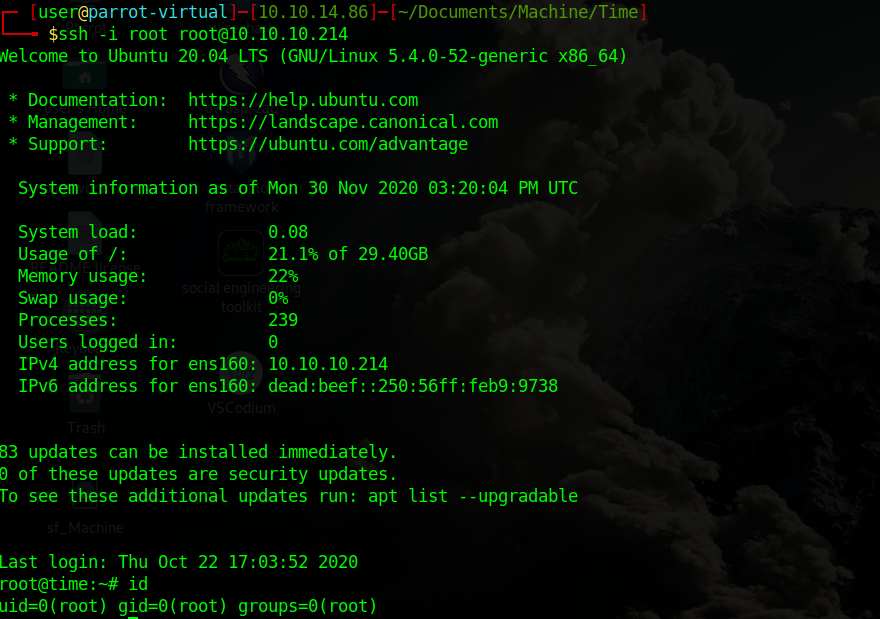 ┌─[user@parrot-virtual]─[10.10.14.86]─[~/Documents/Machine/Time]
└──╼ $ssh -i root root@10.10.10.214
Welcome to Ubuntu 20.04 LTS (GNU/Linux 5.4.0-52-generic x86_64)
* Documentation:  https://help.ubuntu.com
* Management:     https://landscape.canonical.com
* Support:        https://ubuntu.com/advantage
System information as of Mon 30 Nov 2020 03:20:04 PM UTC
framework
System load:             0.08
Usage of /:              21.1% of 29.40GB
Memory usage:            22%
social engineering
Swap usage:              0%
toolkit
Processes:               239
Users logged in:         0
IPv4 address for ens160: 10.10.10.214
IPv6 address for ens160: dead:beef::250:56ff:feb9:9738
VSCodium
Trash
83 updates can be installed immediately.
0 of these updates are security updates.
To see these additional updates run: apt list --upgradable
sf_Machine
Last login: Thu Oct 22 17:03:52 2020
root@time:~# id
uid=0(root) gid=0(root) groups=0(root)